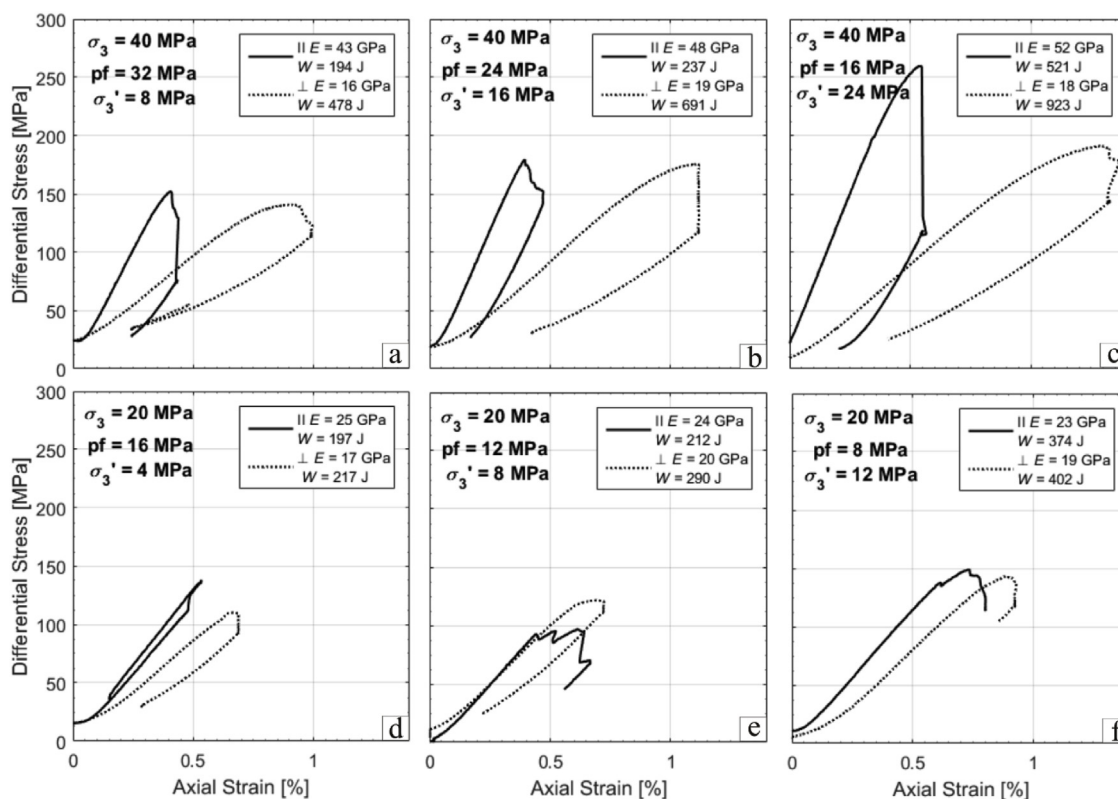 300
250
200
150
100
50
0
Differential Stress [MPa]
σ3 = 40 MPa
pf = 32 MPa
σ3' = 8 MPa
|| E = 43 GPa
W = 194 J
⊥ E = 16 GPa
W = 478 J
a
σ3 = 40 MPa
pf = 24 MPa
σ3' = 16 MPa
|| E = 48 GPa
W = 237 J
⊥ E = 19 GPa
W = 691 J
b
σ3 = 40 MPa
pf = 16 MPa
σ3' = 24 MPa
|| E = 52 GPa
W = 521 J
⊥ E = 18 GPa
W = 923 J
c
300
250
200
150
100
50
0
Differential Stress [MPa]
σ3 = 20 MPa
pf = 16 MPa
σ3' = 4 MPa
|| E = 25 GPa
W = 197 J
⊥ E = 17 GPa
W = 217 J
d
0 0.5 1
Axial Strain [%]
σ3 = 20 MPa
pf = 12 MPa
σ3' = 8 MPa
|| E = 24 GPa
W = 212 J
⊥ E = 20 GPa
W = 290 J
e
0 0.5 1
Axial Strain [%]
σ3 = 20 MPa
pf = 8 MPa
σ3' = 12 MPa
|| E = 23 GPa
W = 374 J
⊥ E = 19 GPa
W = 402 J
f
0 0.5 1
Axial Strain [%]